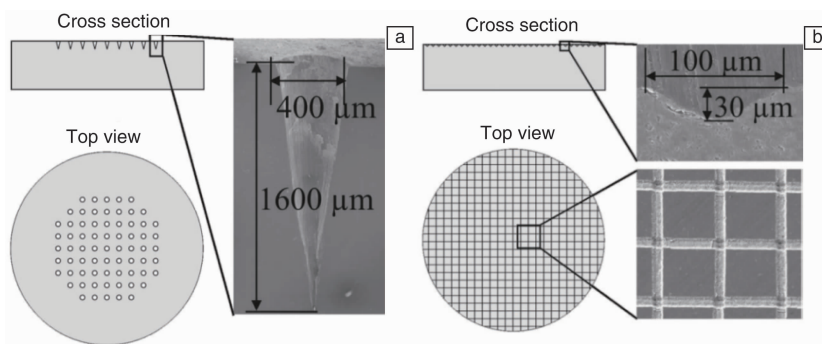 Cross section
a
400 µm
1600 µm
Top view
Cross section
b
100 µm
30 µm
Top view